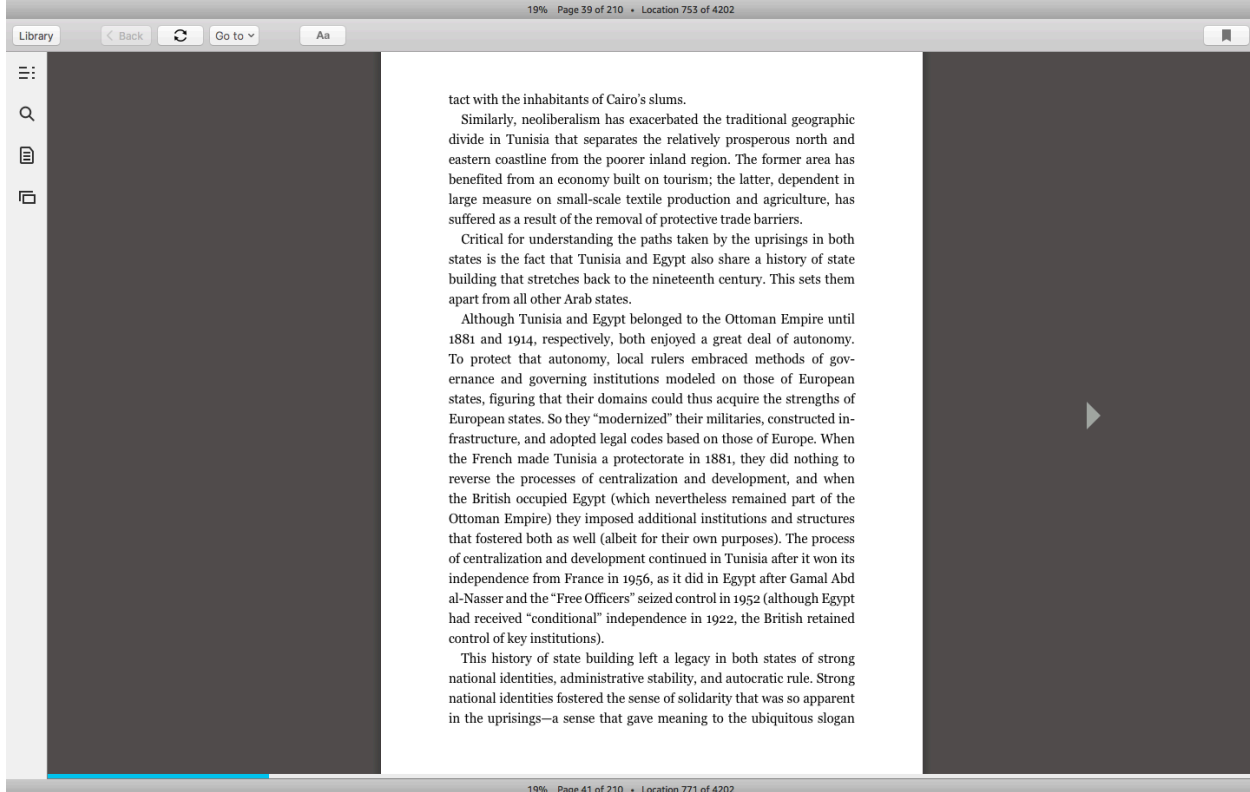 19% Page 39 of 210 • Location 753 of 4202
Library
Back
Go to
Aa
tact with the inhabitants of Cairo’s slums.
Similarly, neoliberalism has exacerbated the traditional geographic
divide in Tunisia that separates the relatively prosperous north and
eastern coastline from the poorer inland region. The former area has
benefited from an economy built on tourism; the latter, dependent in
large measure on small-scale textile production and agriculture, has
suffered as a result of the removal of protective trade barriers.
Critical for understanding the paths taken by the uprisings in both
states is the fact that Tunisia and Egypt also share a history of state
building that stretches back to the nineteenth century. This sets them
apart from all other Arab states.
Although Tunisia and Egypt belonged to the Ottoman Empire until
1881 and 1914, respectively, both enjoyed a great deal of autonomy.
To protect that autonomy, local rulers embraced methods of gov-
ernance and governing institutions modeled on those of European
states, figuring that their domains could thus acquire the strengths of
European states. So they “modernized” their militaries, constructed in-
frastructure, and adopted legal codes based on those of Europe. When
the French made Tunisia a protectorate in 1881, they did nothing to
reverse the processes of centralization and development, and when
the British occupied Egypt (which nevertheless remained part of the
Ottoman Empire) they imposed additional institutions and structures
that fostered both as well (albeit for their own purposes). The process
of centralization and development continued in Tunisia after it won its
independence from France in 1956, as it did in Egypt after Gamal Abd
al-Nasser and the “Free Officers” seized control in 1952 (although Egypt
had received “conditional” independence in 1922, the British retained
control of key institutions).
This history of state building left a legacy in both states of strong
national identities, administrative stability, and autocratic rule. Strong
national identities fostered the sense of solidarity that was so apparent
in the uprisings—a sense that gave meaning to the ubiquitous slogan
19% Page 41 of 210 • Location 771 of 4202